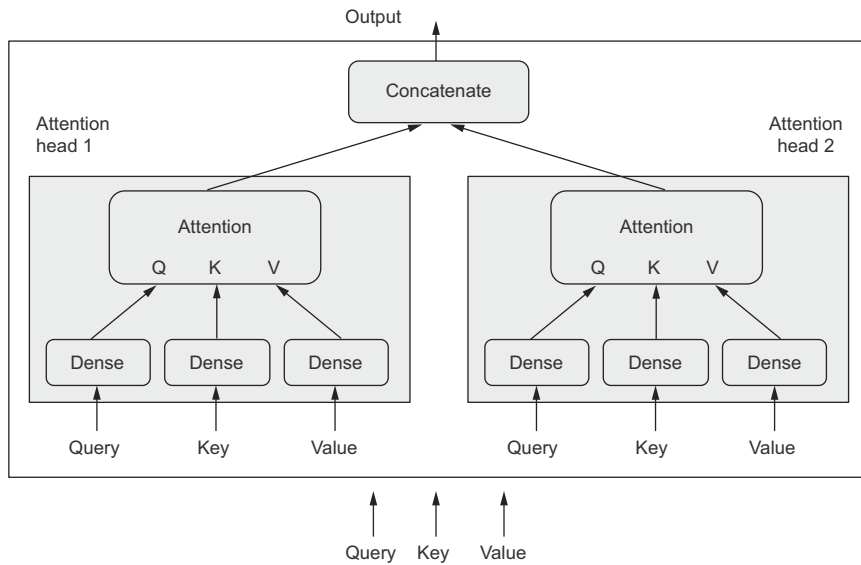 Output
Concatenate
Attention
head 1
Attention
head 2
Attention
Q K V
Attention
Q K V
Dense Dense Dense
Dense Dense Dense
Query Key Value
Query Key Value
Query Key Value